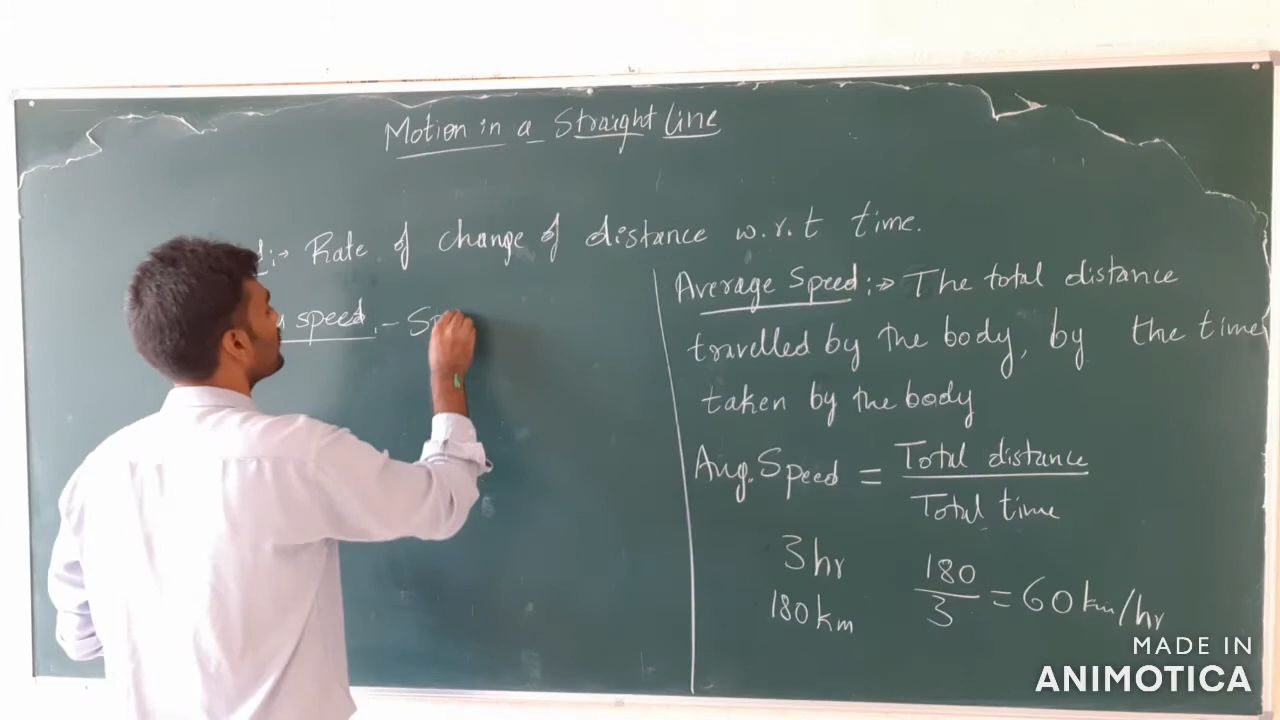 Motion in a Straight Line
Rate of change of distance w.r.t time.
speed :- Sp
Average Speed :-> The total distance
travelled by the body, by the time
taken by the body
Avg. Speed = Total distance
Total time
3 hr
180 km
180
3
= 60 km/hr
MADE IN
ANIMOTICA